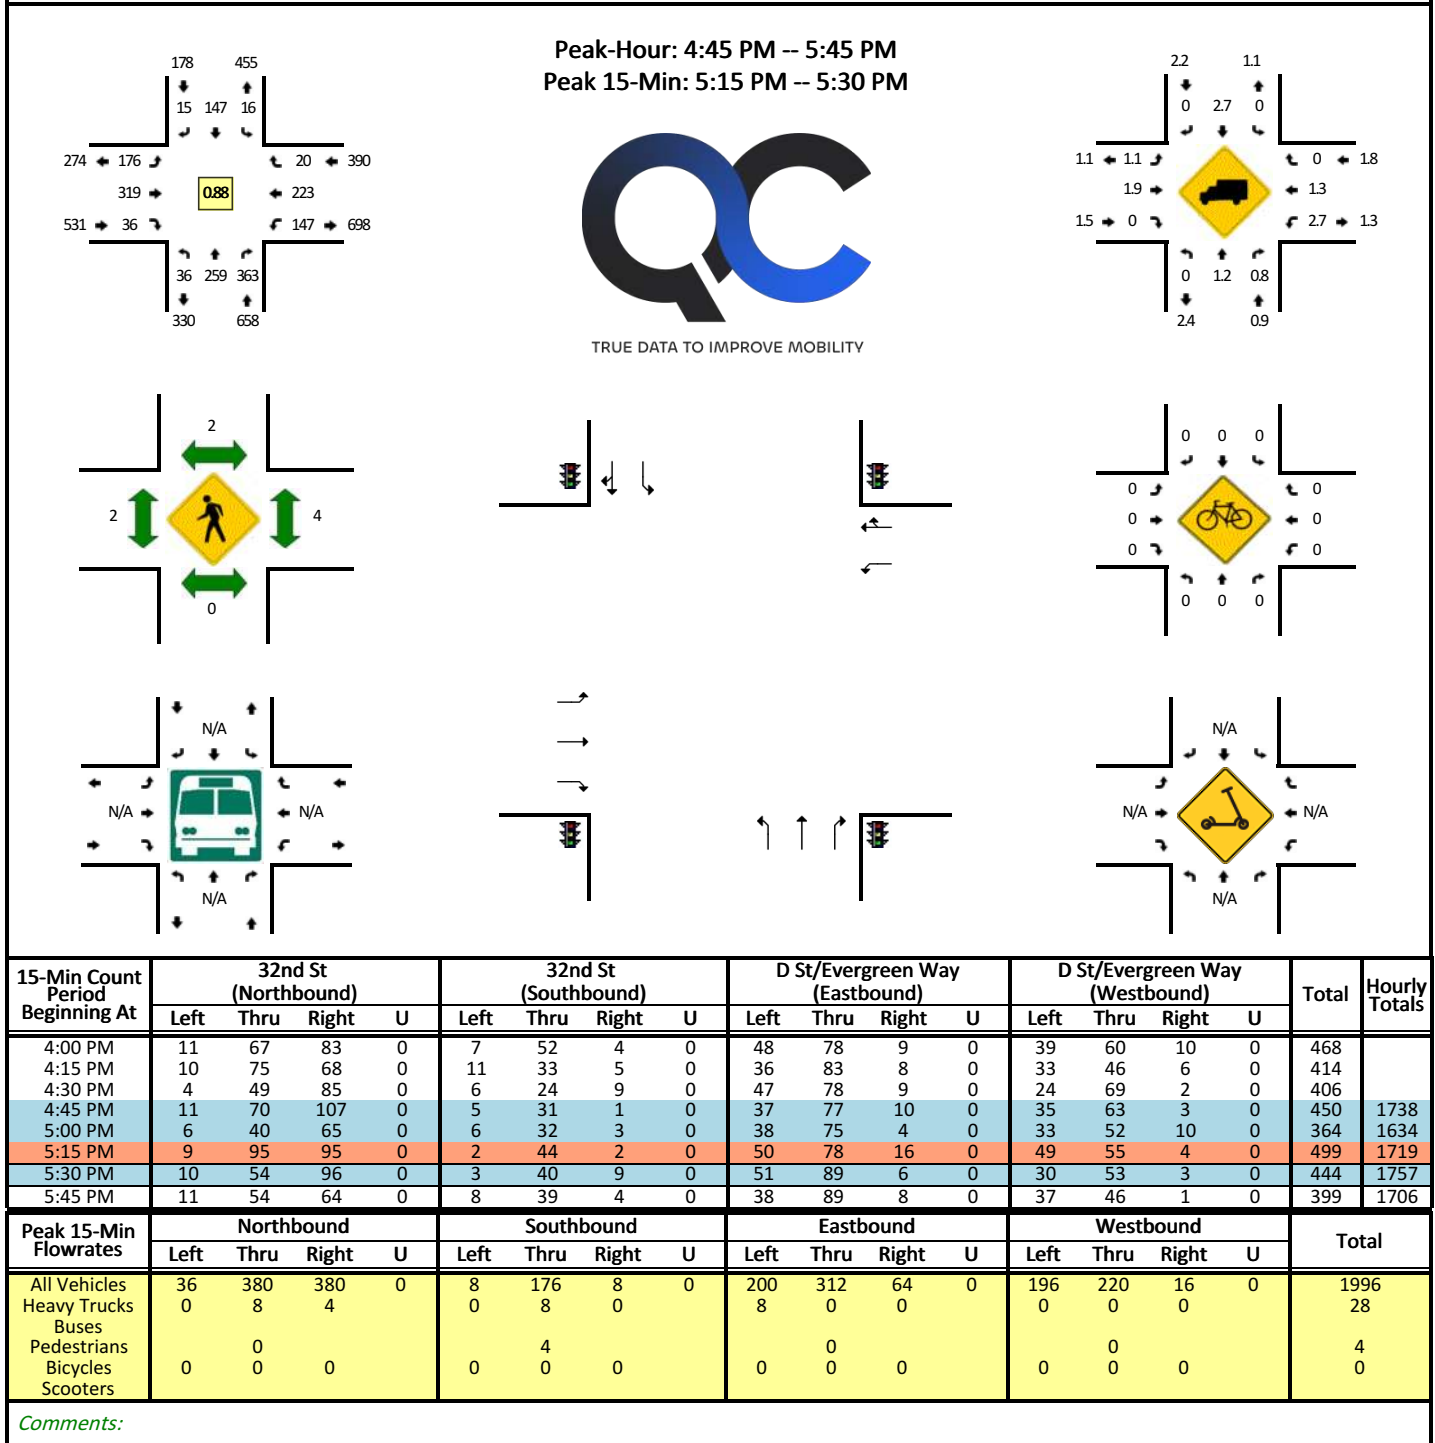 Peak-Hour: 4:45 PM -- 5:45 PM
Peak 15-Min: 5:15 PM -- 5:30 PM
178 455
15 147 16
274 176 20 390
319 0.88 223
531 36 147 698
36 259 363
330 658
QC
TRUE DATA TO IMPROVE MOBILITY
2.2 1.1
0 2.7 0
1.1 1.1 0 1.8
1.9 1.3
1.5 0 2.7 1.3
0 1.2 0.8
2.4 0.9
2
2 4
0
0 0 0
0 0
0 0
0 0
0 0 0
N/A
N/A N/A
N/A
N/A
N/A N/A
N/A
15-Min Count Period Beginning At 32nd St (Northbound) 32nd St (Southbound) D St/Evergreen Way (Eastbound) D St/Evergreen Way (Westbound) Total Hourly Totals
Left Thru Right U Left Thru Right U Left Thru Right U Left Thru Right U
4:00 PM 11 67 83 0 7 52 4 0 48 78 9 0 39 60 10 0 468
4:15 PM 10 75 68 0 11 33 5 0 36 83 8 0 33 46 6 0 414
4:30 PM 4 49 85 0 6 24 9 0 47 78 9 0 24 69 2 0 406
4:45 PM 11 70 107 0 5 31 1 0 37 77 10 0 35 63 3 0 450 1738
5:00 PM 6 40 65 0 6 32 3 0 38 75 4 0 33 52 10 0 364 1634
5:15 PM 9 95 95 0 2 44 2 0 50 78 16 0 49 55 4 0 499 1719
5:30 PM 10 54 96 0 3 40 9 0 51 89 6 0 30 53 3 0 444 1757
5:45 PM 11 54 64 0 8 39 4 0 38 89 8 0 37 46 1 0 399 1706
Peak 15-Min Flowrates Northbound Southbound Eastbound Westbound Total
Left Thru Right U Left Thru Right U Left Thru Right U Left Thru Right U
All Vehicles 36 380 380 0 8 176 8 0 200 312 64 0 196 220 16 0 1996
Heavy Trucks 0 8 4 0 8 0 8 0 0 0 0 0 28
Buses
Pedestrians 0 4 0 0 4
Bicycles 0 0 0 0 0 0 0 0 0 0 0 0 0
Scooters
Comments: